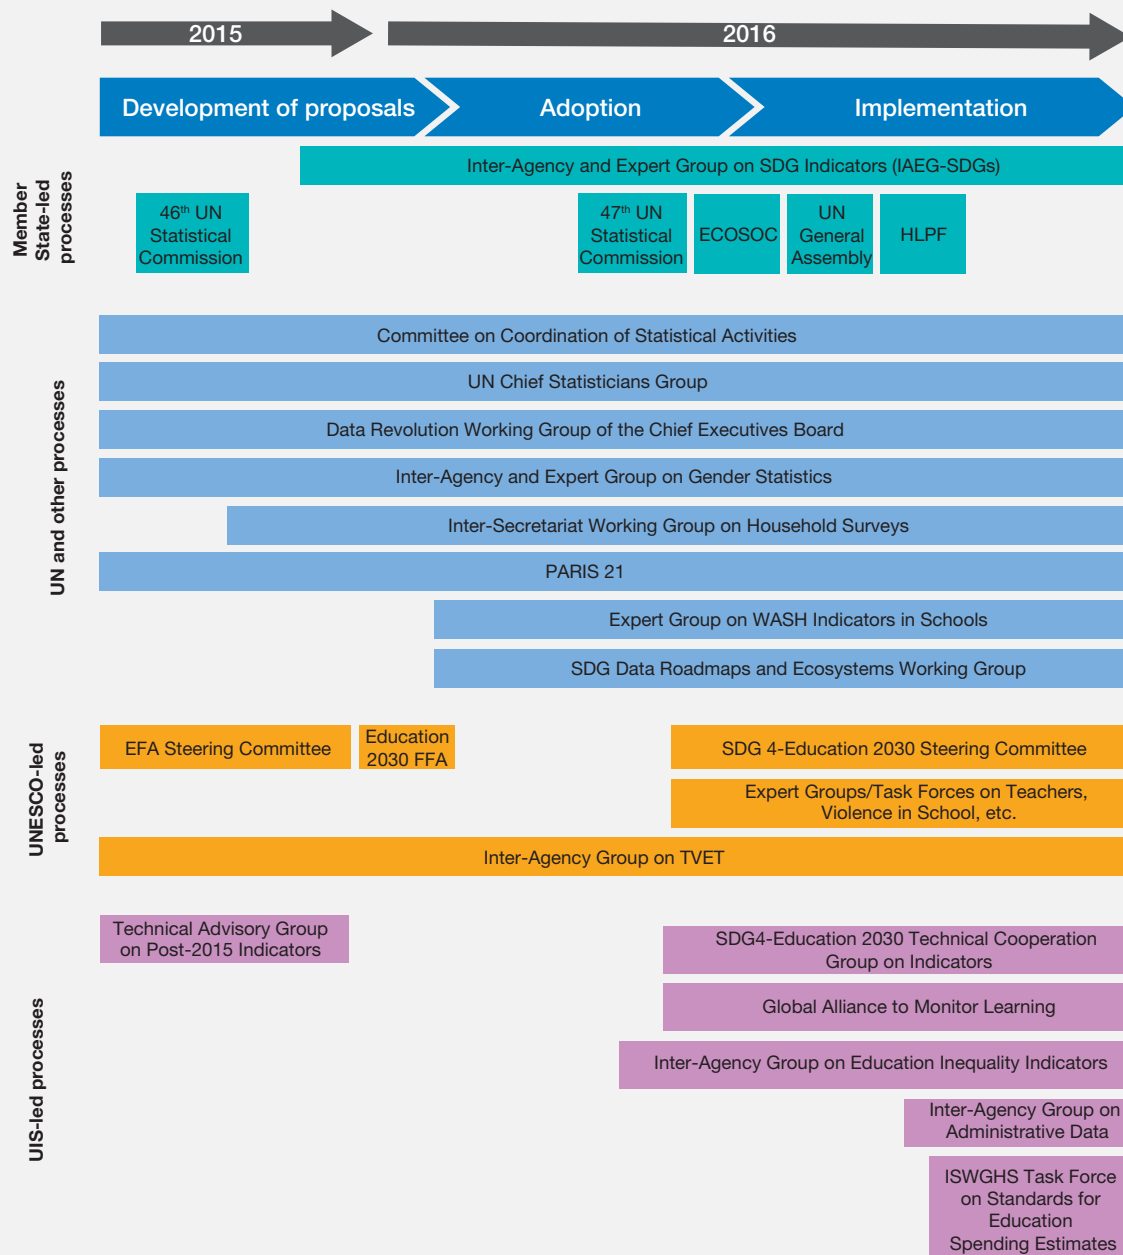 2015
2016
Development of proposals
Adoption
Implementation
Member
State-led
processes
Inter-Agency and Expert Group on SDG Indicators (IAEG-SDGs)
46th UN
Statistical
Commission
47th UN
Statistical
Commission
ECOSOC
UN
General
Assembly
HLPF
UN and other processes
Committee on Coordination of Statistical Activities
UN Chief Statisticians Group
Data Revolution Working Group of the Chief Executives Board
Inter-Agency and Expert Group on Gender Statistics
Inter-Secretariat Working Group on Household Surveys
PARIS 21
Expert Group on WASH Indicators in Schools
SDG Data Roadmaps and Ecosystems Working Group
UNESCO-led
processes
EFA Steering Committee
Education
2030 FFA
SDG 4-Education 2030 Steering Committee
Expert Groups/Task Forces on Teachers,
Violence in School, etc.
Inter-Agency Group on TVET
UIS-led processes
Technical Advisory Group
on Post-2015 Indicators
SDG4-Education 2030 Technical Cooperation
Group on Indicators
Global Alliance to Monitor Learning
Inter-Agency Group on Education Inequality Indicators
Inter-Agency Group on
Administrative Data
ISWGHS Task Force
on Standards for
Education
Spending Estimates